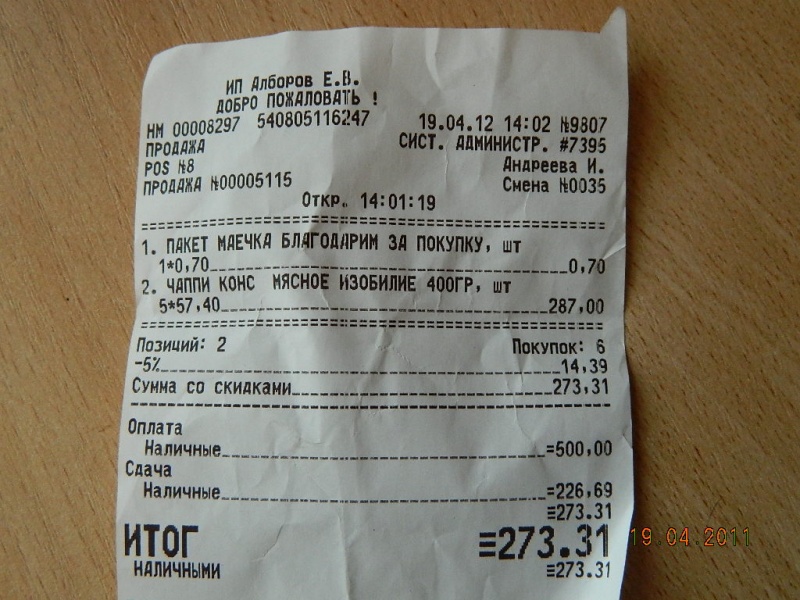 ИП Алборов Е.В.
ДОБРО ПОЖАЛОВАТЬ !
НМ 00008297 540805116247 19.04.12 14:02 №9807
ПРОДАЖА СИСТ. АДМИНИСТР. #7395
POS №8 Андреева И.
ПРОДАЖА №00005115 Смена №0035
Откр. 14:01:19
1. ПАКЕТ МАЕЧКА БЛАГОДАРИМ ЗА ПОКУПКУ, шт
1*0,70 0,70
2. ЧАППИ КОНС МЯСНОЕ ИЗОБИЛИЕ 400ГР, шт
5*57,40 287,00
Позиций: 2 Покупок: 6
-5% 14,39
Сумма со скидками 273,31
Оплата
Наличные =500,00
Сдача
Наличные =226,69
≡273.31
ИТОГ ≡273.31
НАЛИЧНЫМИ ≡273.31
19.04.2011